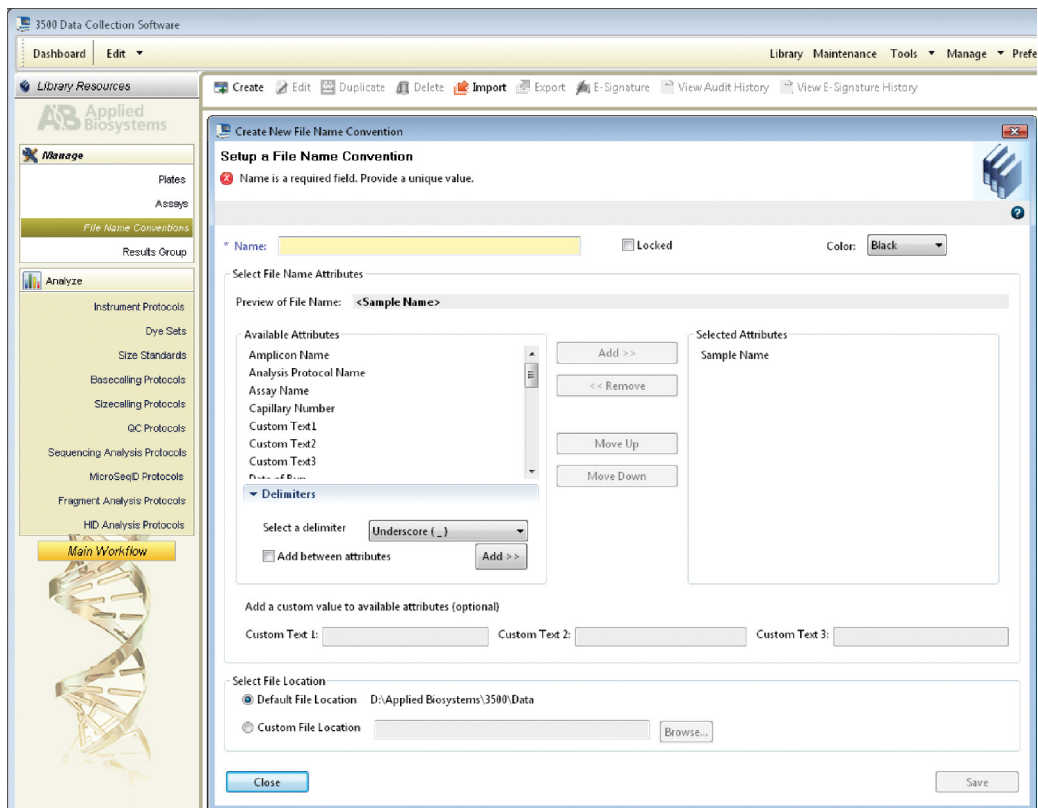 3500 Data Collection Software
Dashboard Edit Library Maintenance Tools Manage Prefe
Library Resources
Create Edit Duplicate Delete Import Export E-Signature View Audit History View E-Signature History
AB Applied
Biosystems
Manage
Plates
Assays
File Name Conventions
Results Group
Analyze
Instrument Protocols
Dye Sets
Size Standards
Basecalling Protocols
Sizecalling Protocols
QC Protocols
Sequencing Analysis Protocols
MicroSeqID Protocols
Fragment Analysis Protocols
HID Analysis Protocols
Main Workflow
Create New File Name Convention
Setup a File Name Convention
Name is a required field. Provide a unique value.
* Name: Locked Color: Black
Select File Name Attributes
Preview of File Name: <Sample Name>
Available Attributes
Amplicon Name
Analysis Protocol Name
Assay Name
Capillary Number
Custom Text1
Custom Text2
Custom Text3
Date of Run
Add >>
<< Remove
Move Up
Move Down
Selected Attributes
Sample Name
Delimiters
Select a delimiter Underscore ( _ )
Add between attributes Add >>
Add a custom value to available attributes (optional)
Custom Text 1: Custom Text 2: Custom Text 3:
Select File Location
Default File Location D:\Applied Biosystems\3500\Data
Custom File Location Browse...
Close Save